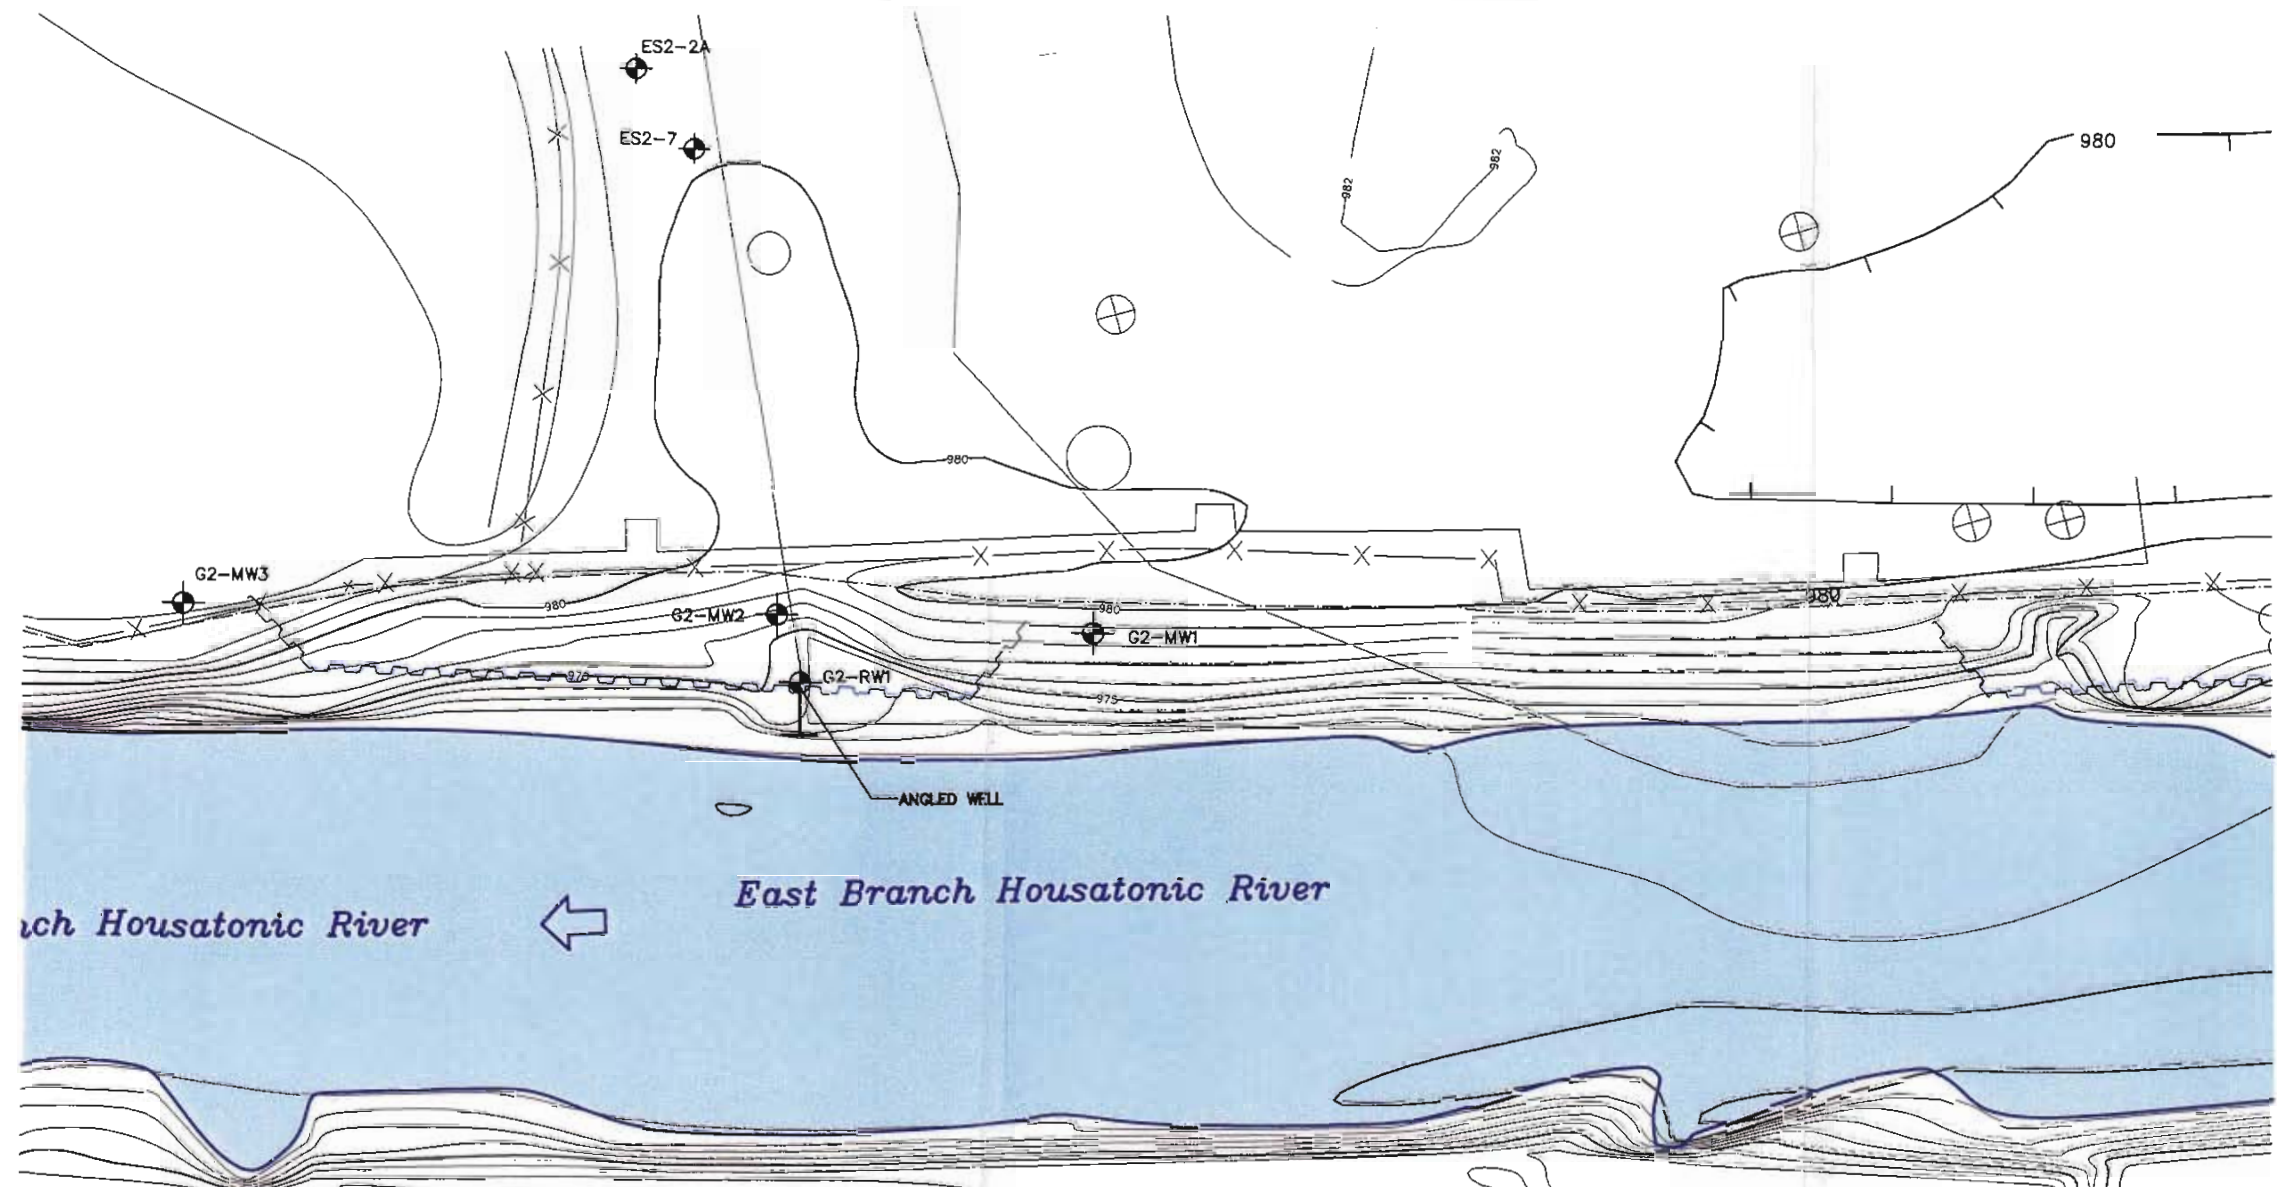 ES2-2A
ES2-7
980
982
982
980
G2-MW3
980
G2-MW2
980
G2-MW1
980
975
G2-RW1
975
ANGLED WELL
East Branch Housatonic River
nch Housatonic River